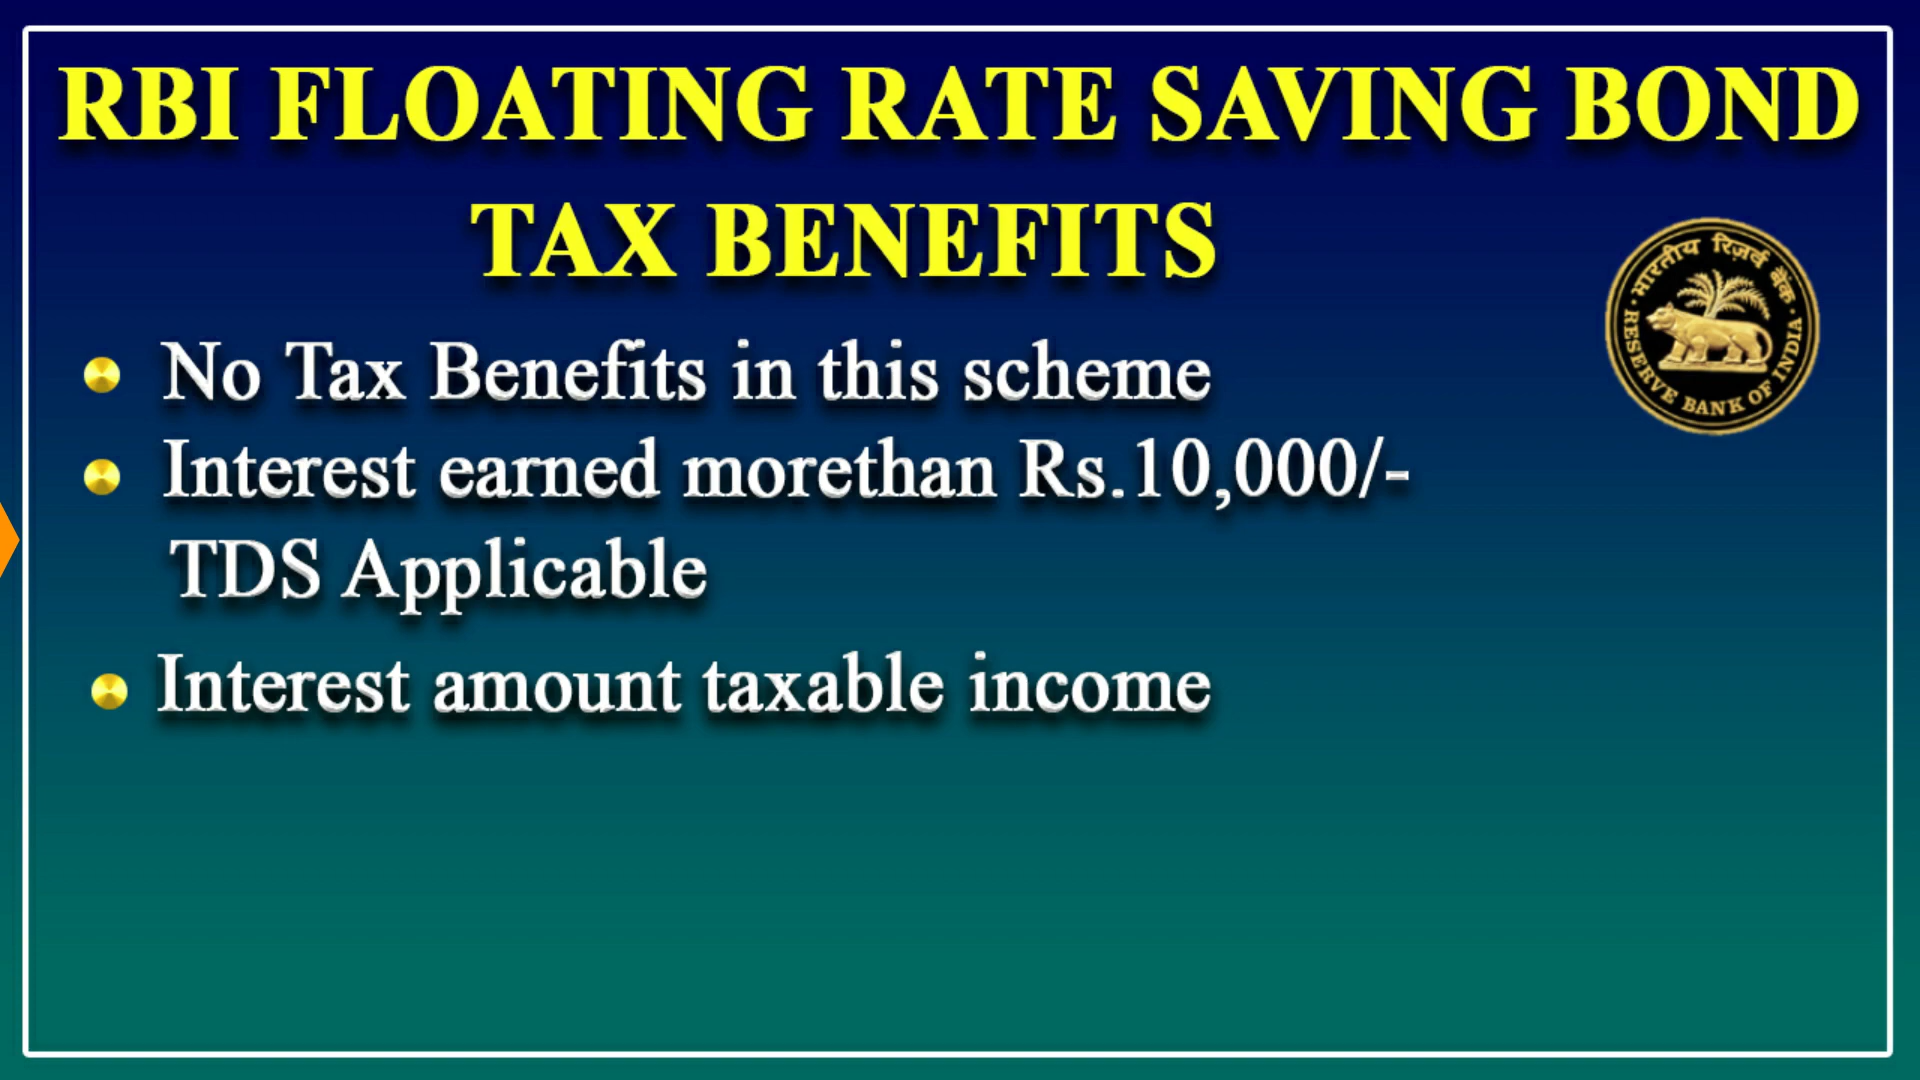 RBI FLOATING RATE SAVING BOND
TAX BENEFITS
भारतीय रिज़र्व बैंक
RESERVE BANK OF INDIA
No Tax Benefits in this scheme
Interest earned morethan Rs.10,000/-
TDS Applicable
Interest amount taxable income